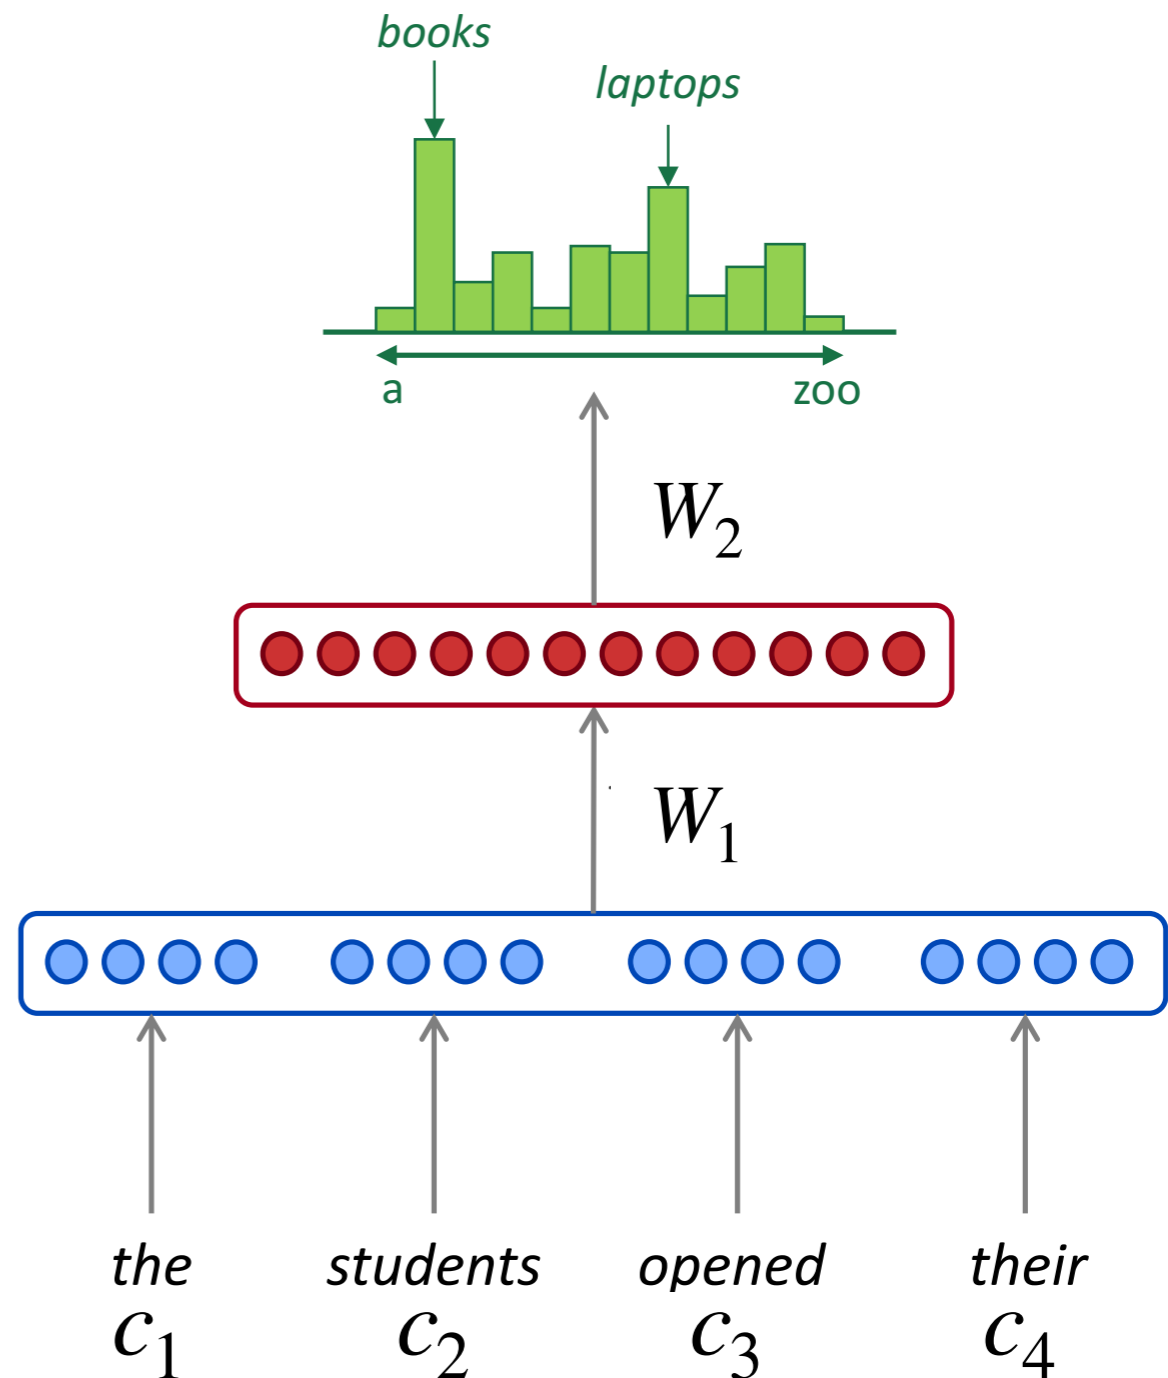 books
laptops
a zoo
W₂
W₁
the students opened their
c₁ c₂ c₃ c₄